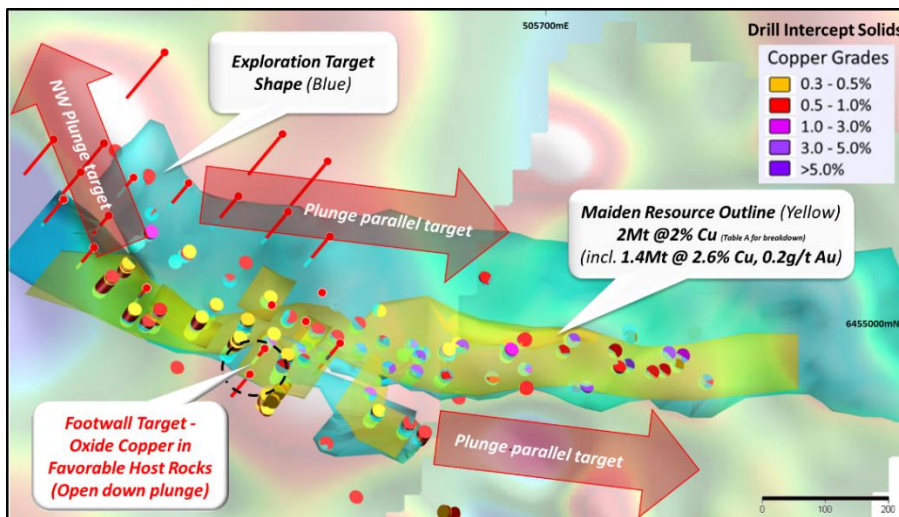 505700mE
Drill Intercept Solids
Copper Grades
0.3 - 0.5%
0.5 - 1.0%
1.0 - 3.0%
3.0 - 5.0%
>5.0%
Exploration Target
Shape (Blue)
NW Plunge target
Plunge parallel target
Maiden Resource Outline (Yellow)
2Mt @2% Cu (Table A for breakdown)
(incl. 1.4Mt @ 2.6% Cu, 0.2g/t Au)
6455000mN
Footwall Target -
Oxide Copper in
Favorable Host Rocks
(Open down plunge)
Plunge parallel target
0
100
200